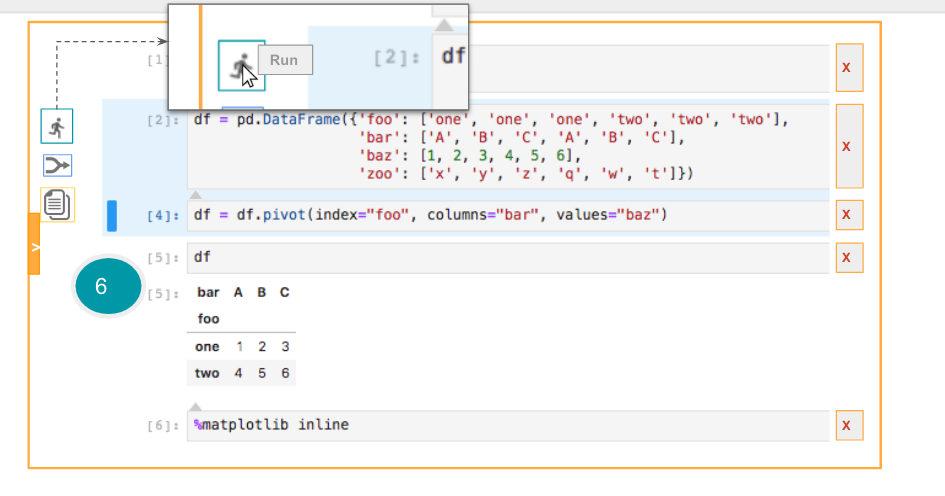 Run
[2]:
df
[1]
X
[2]: df = pd.DataFrame({'foo': ['one', 'one', 'one', 'two', 'two', 'two'],
'bar': ['A', 'B', 'C', 'A', 'B', 'C'],
'baz': [1, 2, 3, 4, 5, 6],
'zoo': ['x', 'y', 'z', 'q', 'w', 't']})
X
[4]: df = df.pivot(index="foo", columns="bar", values="baz")
X
>
[5]: df
X
6
[5]: bar A B C
foo
one 1 2 3
two 4 5 6
[6]: %matplotlib inline
X